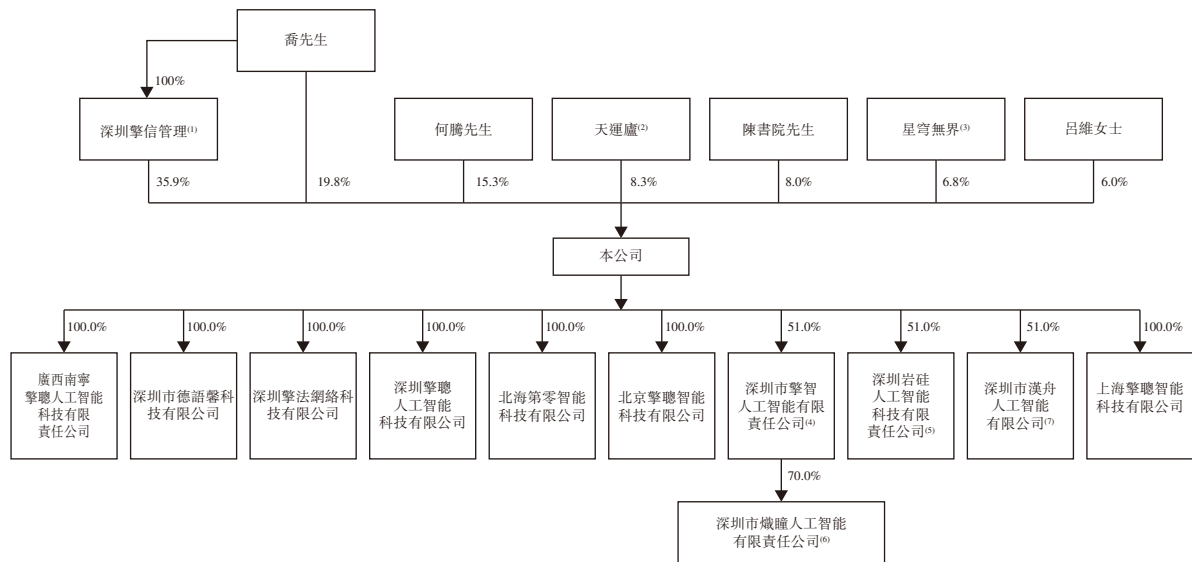 喬先生
100%
深圳擎信管理(1)
何騰先生
天運廬(2)
陳書院先生
星穹無界(3)
呂維女士
35.9%
19.8%
15.3%
8.3%
8.0%
6.8%
6.0%
本公司
100.0%
100.0%
100.0%
100.0%
100.0%
100.0%
51.0%
51.0%
51.0%
100.0%
廣西南寧
擎聰人工智能
科技有限
責任公司
深圳市德語馨科
技有限公司
深圳擎法網絡科
技有限公司
深圳擎聰
人工智能
科技有限公司
北海第零智能
科技有限公司
北京擎聰智能
科技有限公司
深圳市擎智
人工智能有限
責任公司(4)
深圳岩硅
人工智能
科技有限
責任公司(5)
深圳市漢舟
人工智能
有限公司(7)
上海擎聰智能
科技有限公司
70.0%
深圳市熾瞳人工智能
有限責任公司(6)